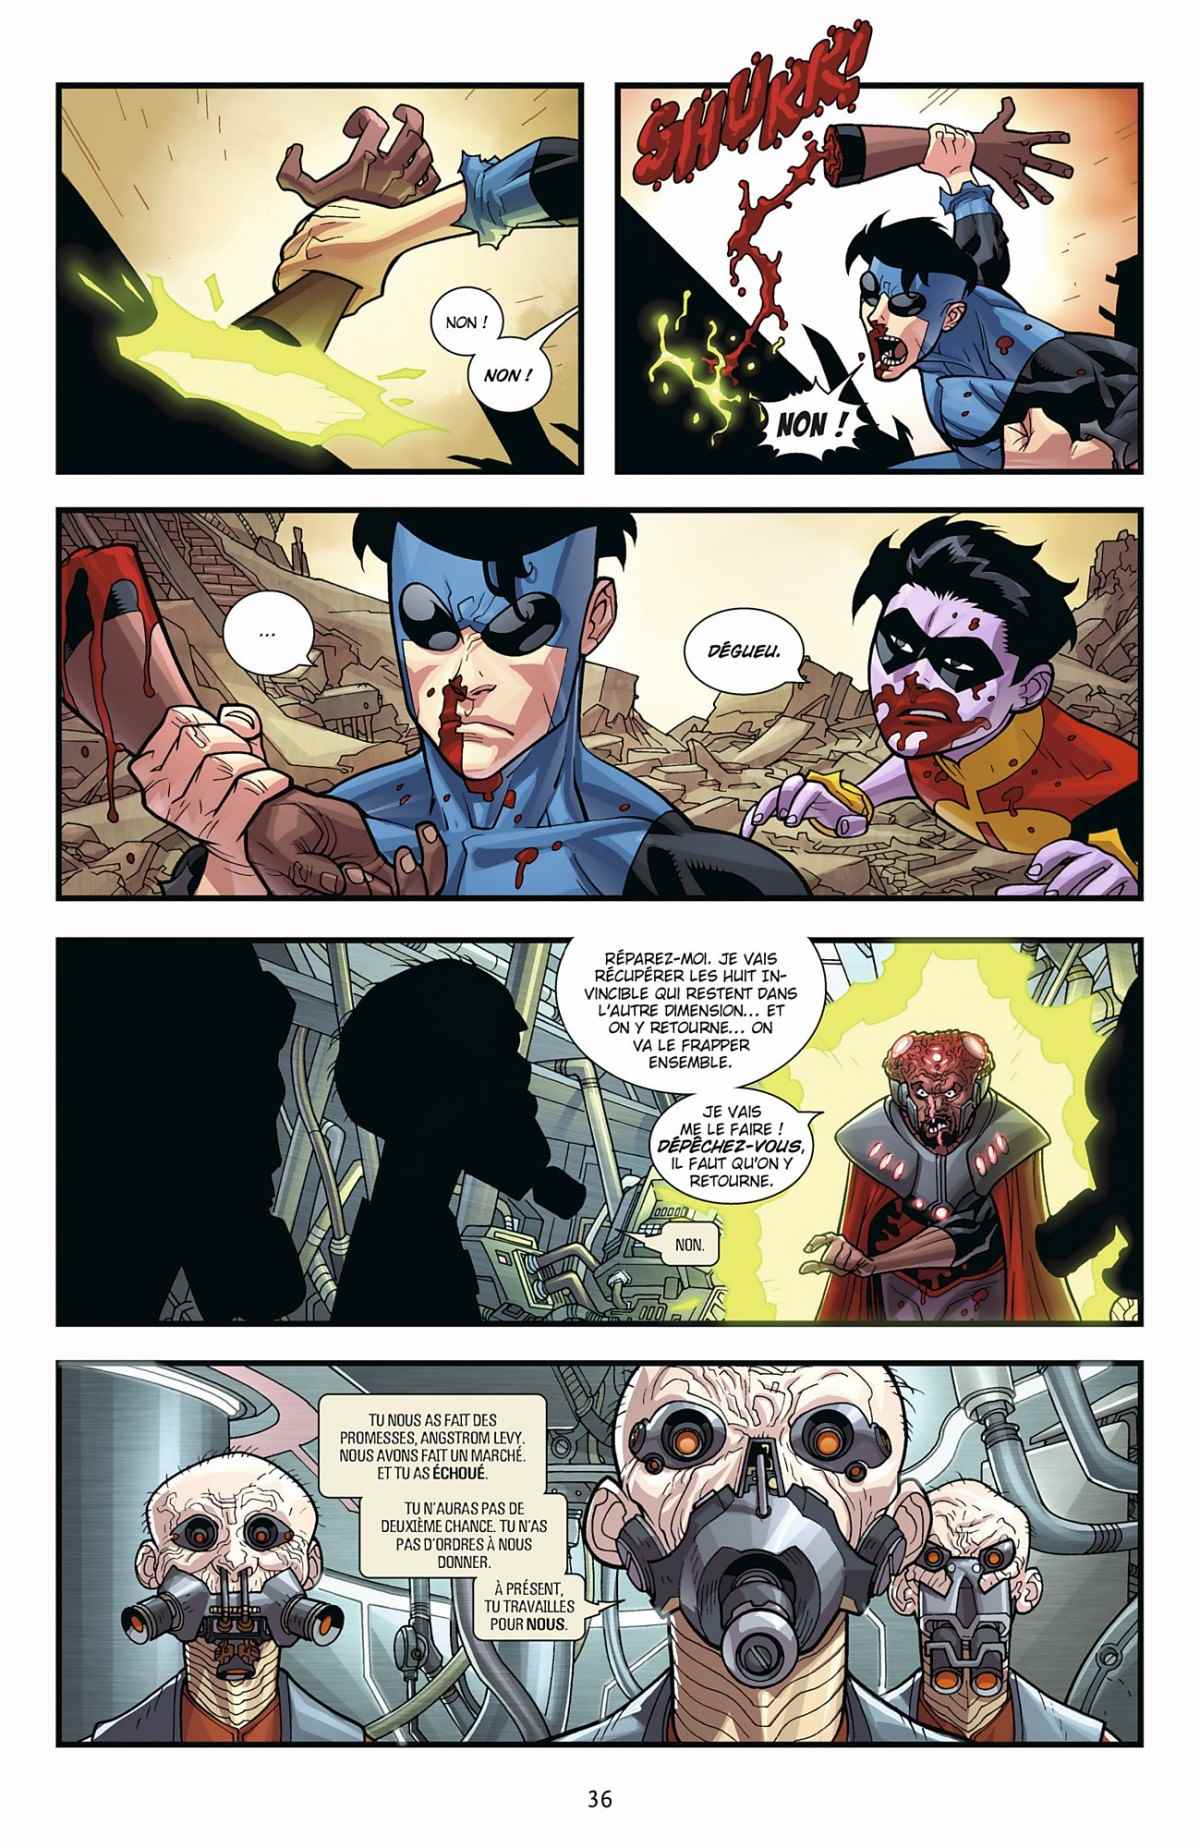 NON !
NON !
SHUKK!
NON !
...
DÉGUEU.
RÉPAREZ-MOI. JE VAIS
RÉCUPÉRER LES HUIT IN-
VINCIBLE QUI RESTENT DANS
L'AUTRE DIMENSION... ET
ON Y RETOURNE... ON
VA LE FRAPPER
ENSEMBLE.
JE VAIS
ME LE FAIRE !
DÉPÊCHEZ-VOUS,
IL FAUT QU'ON Y
RETOURNE.
NON.
TU NOUS AS FAIT DES
PROMESSES, ANGSTROM LEVY.
NOUS AVONS FAIT UN MARCHÉ.
ET TU AS ÉCHOUÉ.
TU N'AURAS PAS DE
DEUXIÈME CHANCE. TU N'AS
PAS D'ORDRES À NOUS
DONNER.
À PRÉSENT,
TU TRAVAILLES
POUR NOUS.
36